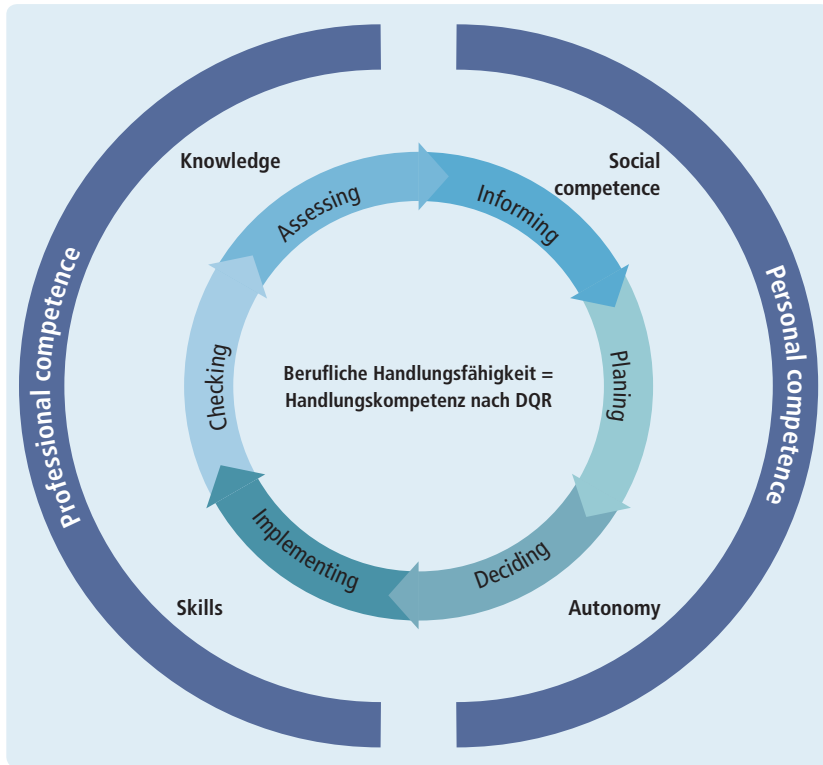 Professional competence
Knowledge
Social
competence
Personal competence
Assessing
Informing
Planing
Deciding
Implementing
Checking
Berufliche Handlungsfähigkeit =
Handlungskompetenz nach DQR
Skills
Autonomy